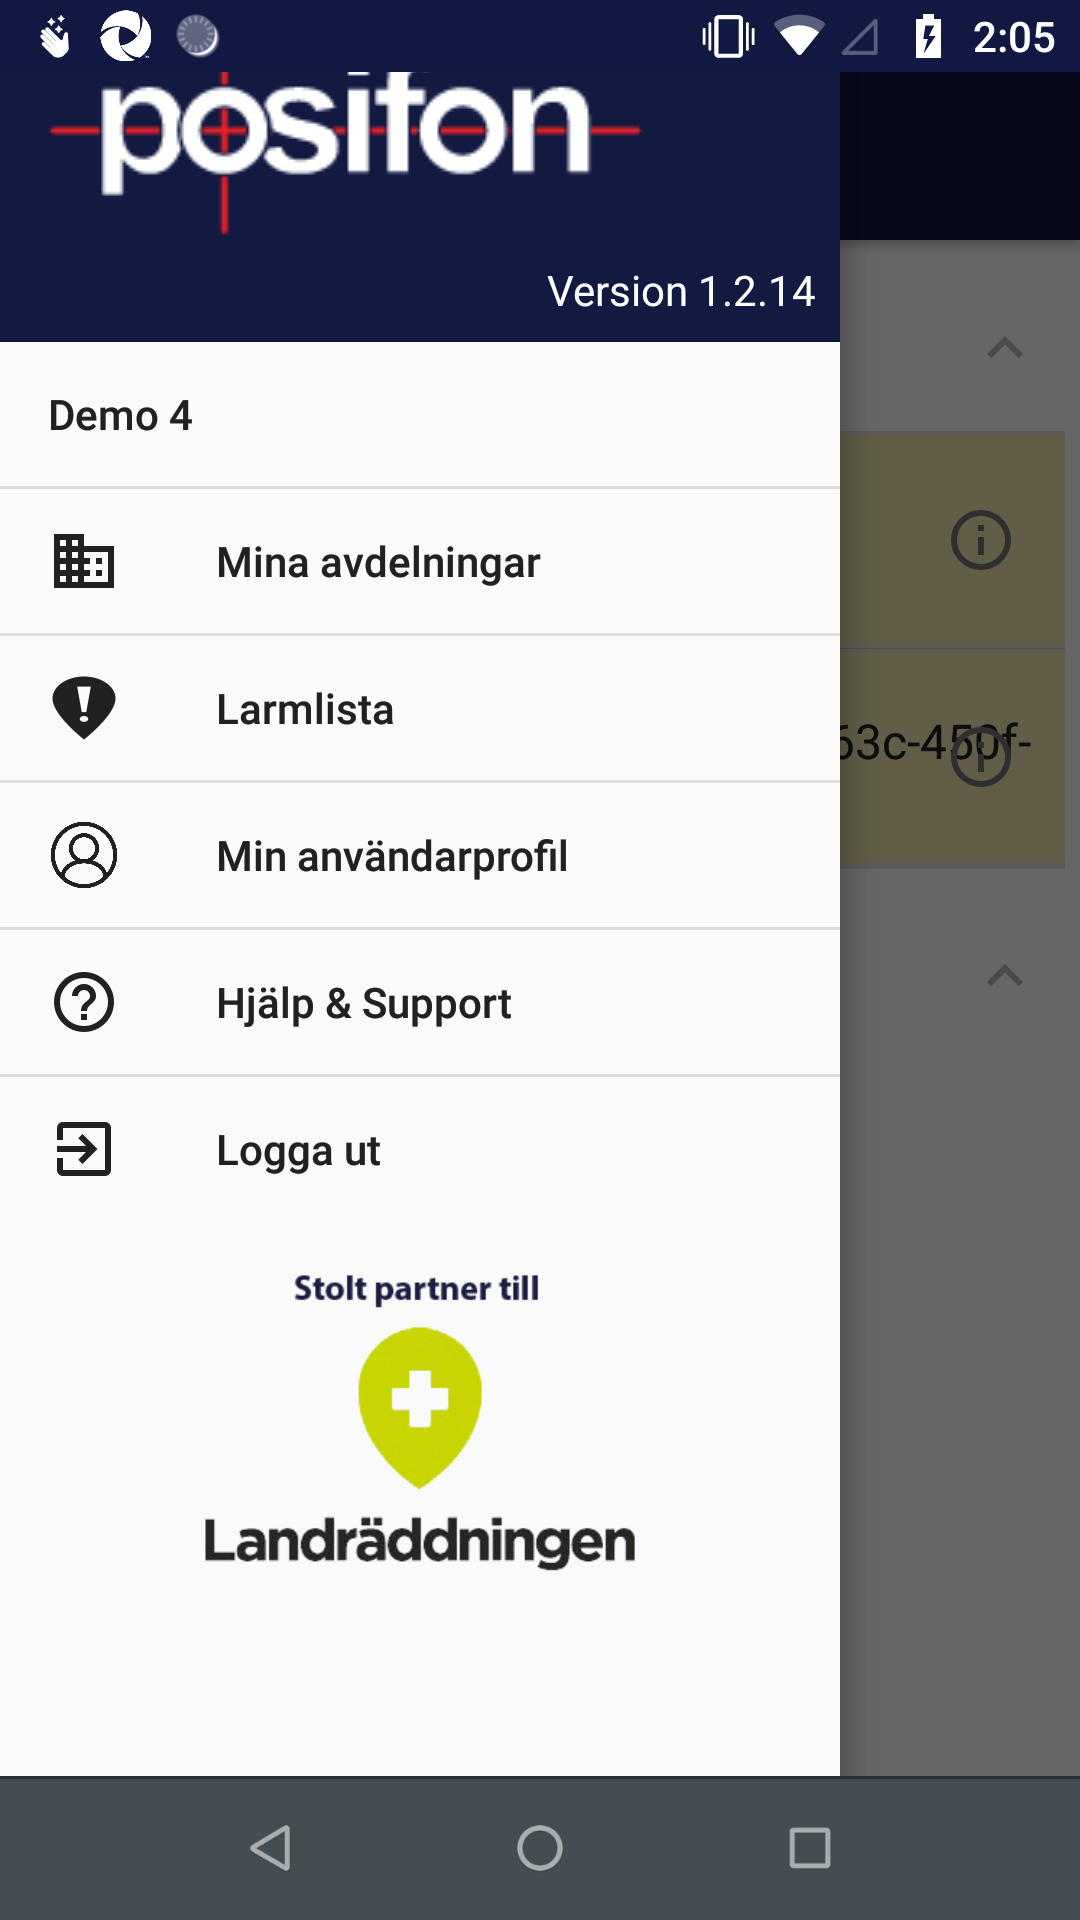 2:05
positon
Version 1.2.14
Demo 4
Mina avdelningar
Larmlista
63c-450f-
Min användarprofil
Hjälp & Support
Logga ut
Stolt partner till
Landräddningen